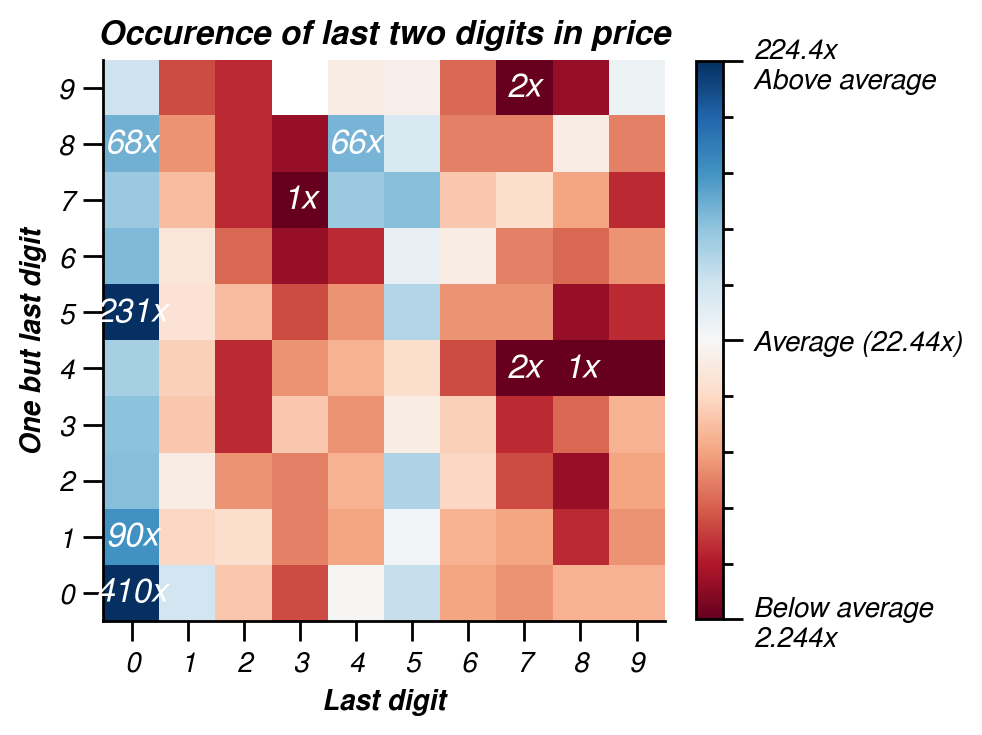 Occurence of last two digits in price
224.4x
Above average
9
2x
8
68x
66x
7
1x
6
5
231x
Average (22.44x)
4
2x
1x
3
2
1
90x
0
410x
Below average
2.244x
0 1 2 3 4 5 6 7 8 9
Last digit
One but last digit